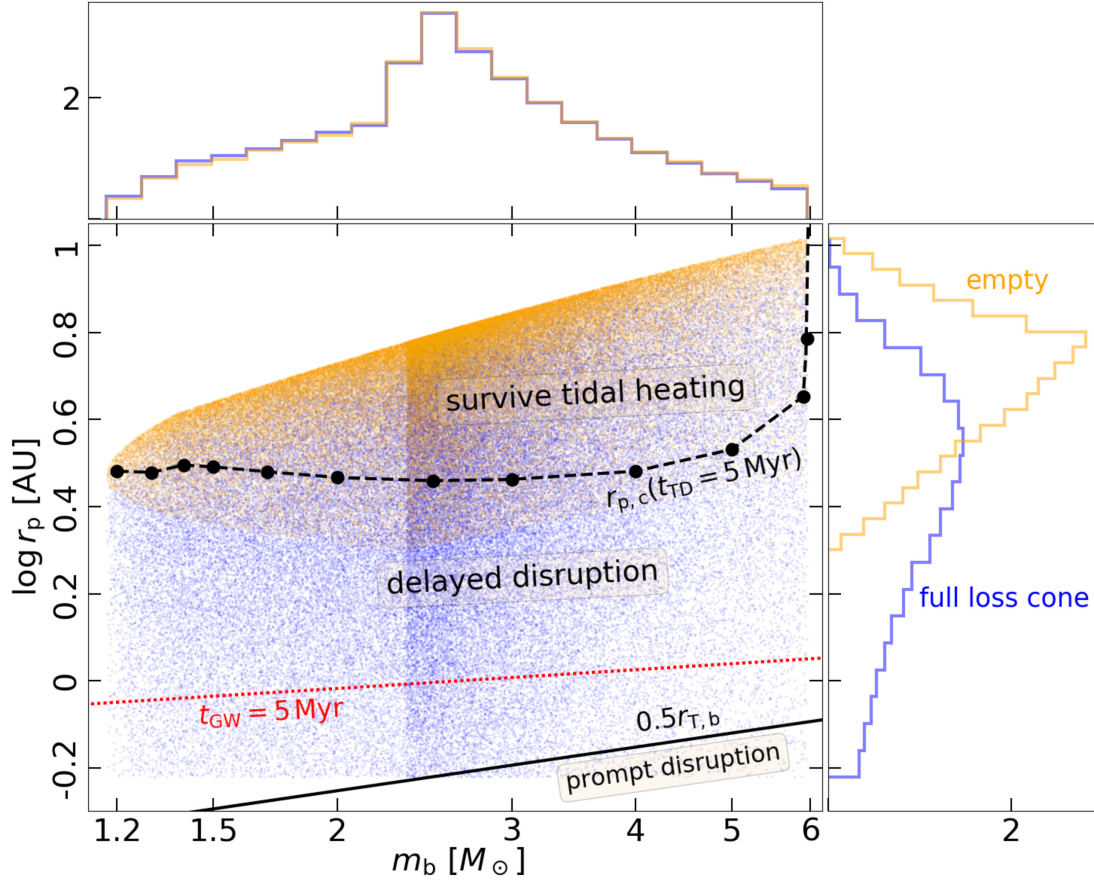 2
1
0.8
0.6
0.4
0.2
0
-0.2
log r_p [AU]
survive tidal heating
r_p,c(t_TD = 5 Myr)
delayed disruption
t_GW = 5 Myr
0.5r_T,b
prompt disruption
1.2 1.5 2 3 4 5 6
m_b [M_⊙]
empty
full loss cone
2